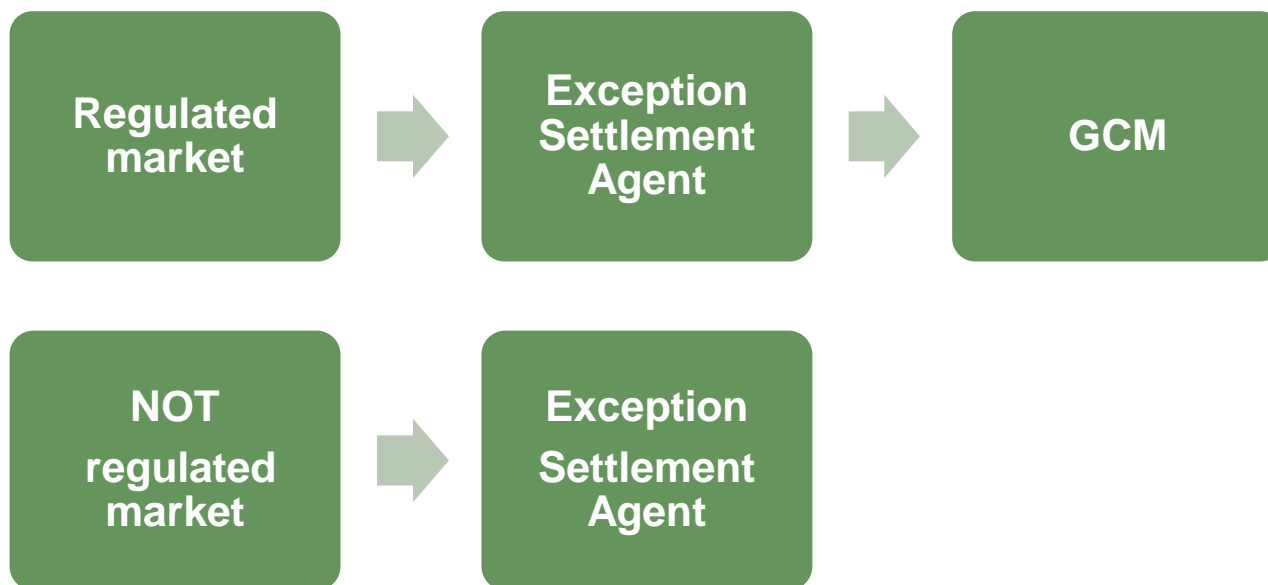 Regulated
market
Exception
Settlement
Agent
GCM
NOT
regulated
market
Exception
Settlement
Agent